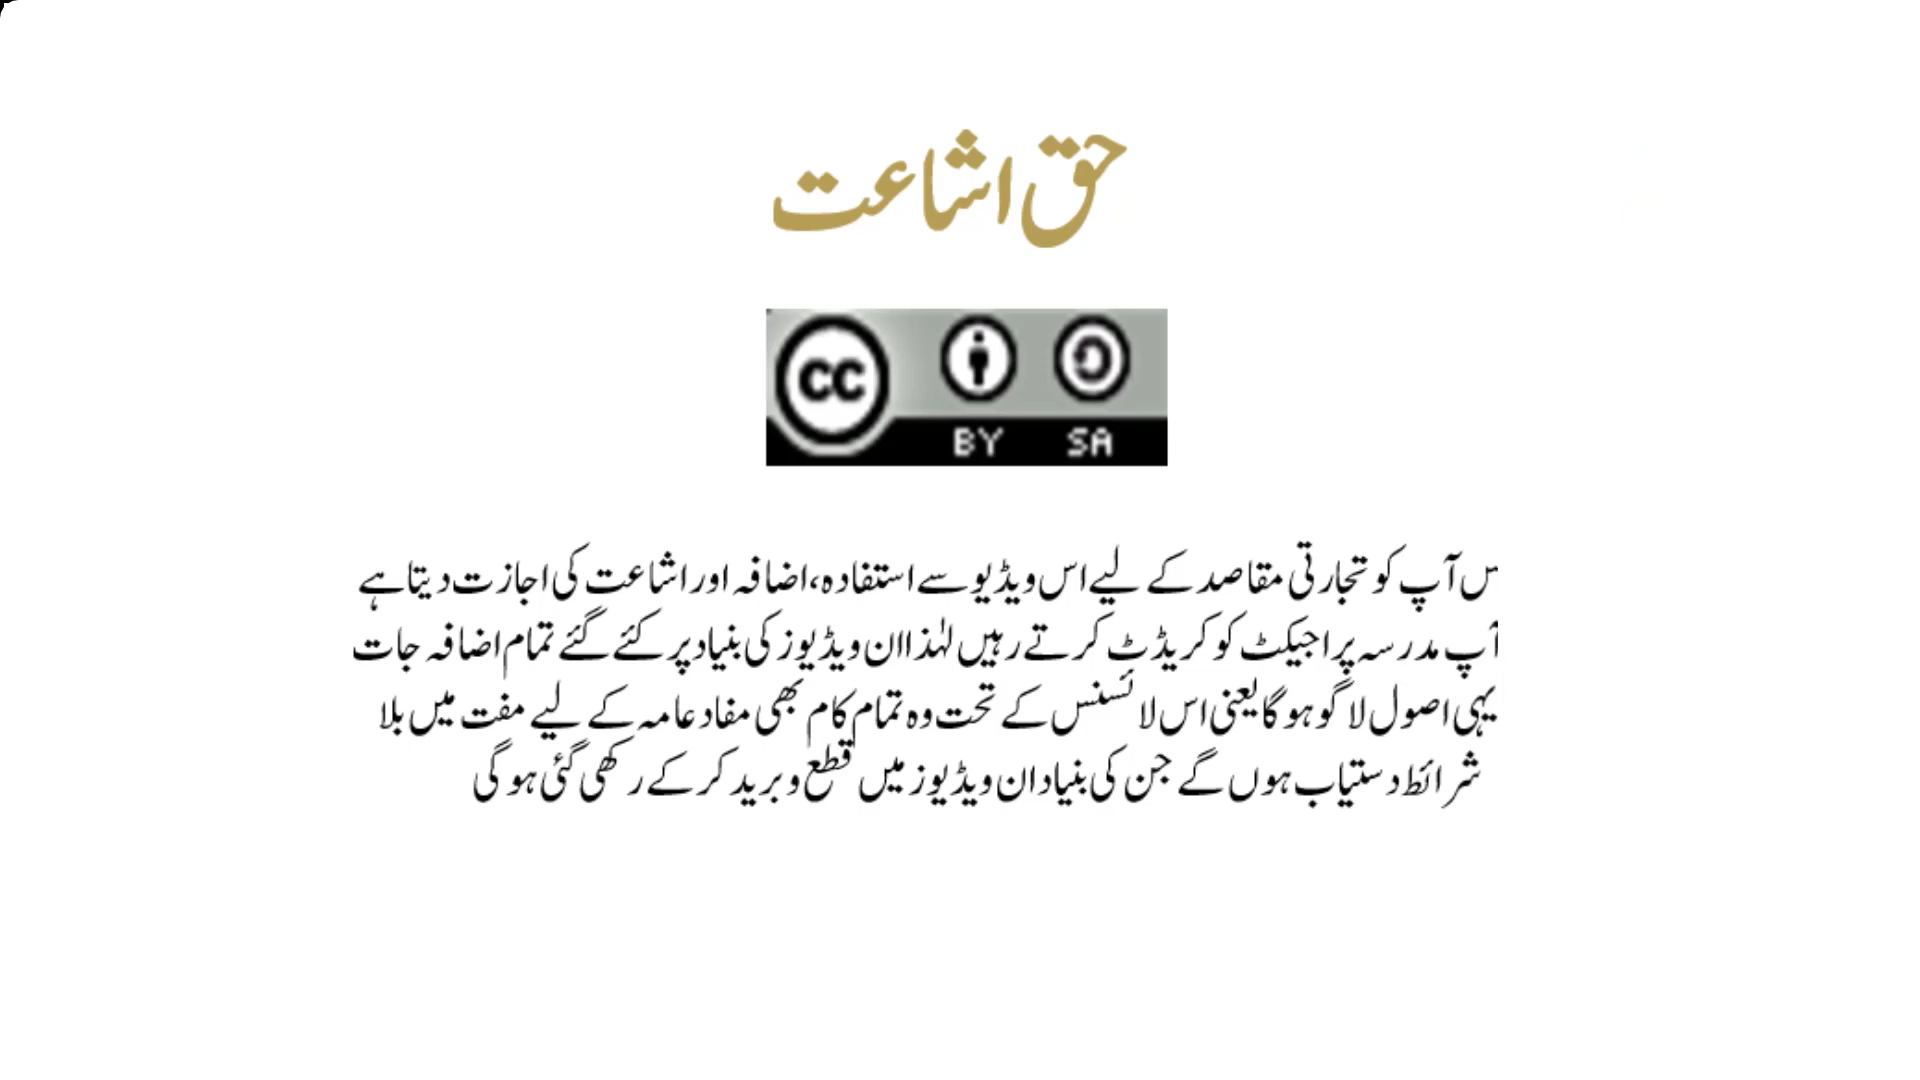 حق اشاعت
cc
BY SA
س آپ کو تجارتی مقاصد کے لیے اس ویڈیو سے استفادہ، اضافہ اور اشاعت کی اجازت دیتا ہے
آپ مدرسہ پراجیکٹ کو کریڈٹ کرتے رہیں لہٰذا ان ویڈیوز کی بنیاد پر کئے گئے تمام اضافہ جات
یہی اصول لاگو ہو گا یعنی اس لائسنس کے تحت وہ تمام کام بھی مفاد عامہ کے لیے مفت میں بلا
شرائط دستیاب ہوں گے جن کی بنیاد ان ویڈیوز میں قطع و برید کر کے رکھی گئی ہو گی